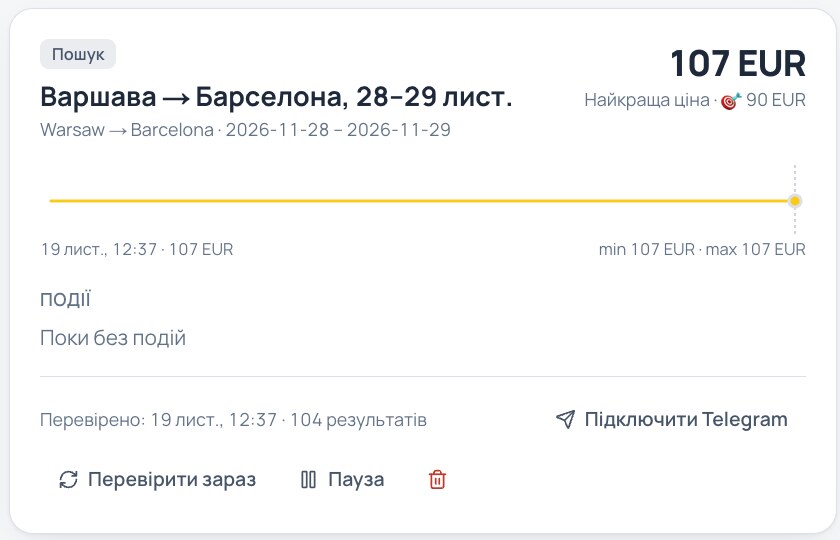 Пошук
107 EUR
Варшава → Барселона, 28–29 лист.
Найкраща ціна · 🎯 90 EUR
Warsaw → Barcelona · 2026-11-28 – 2026-11-29
19 лист., 12:37 · 107 EUR
min 107 EUR · max 107 EUR
ПОДІЇ
Поки без подій
Перевірено: 19 лист., 12:37 · 104 результатів
Підключити Telegram
Перевірити зараз
Пауза